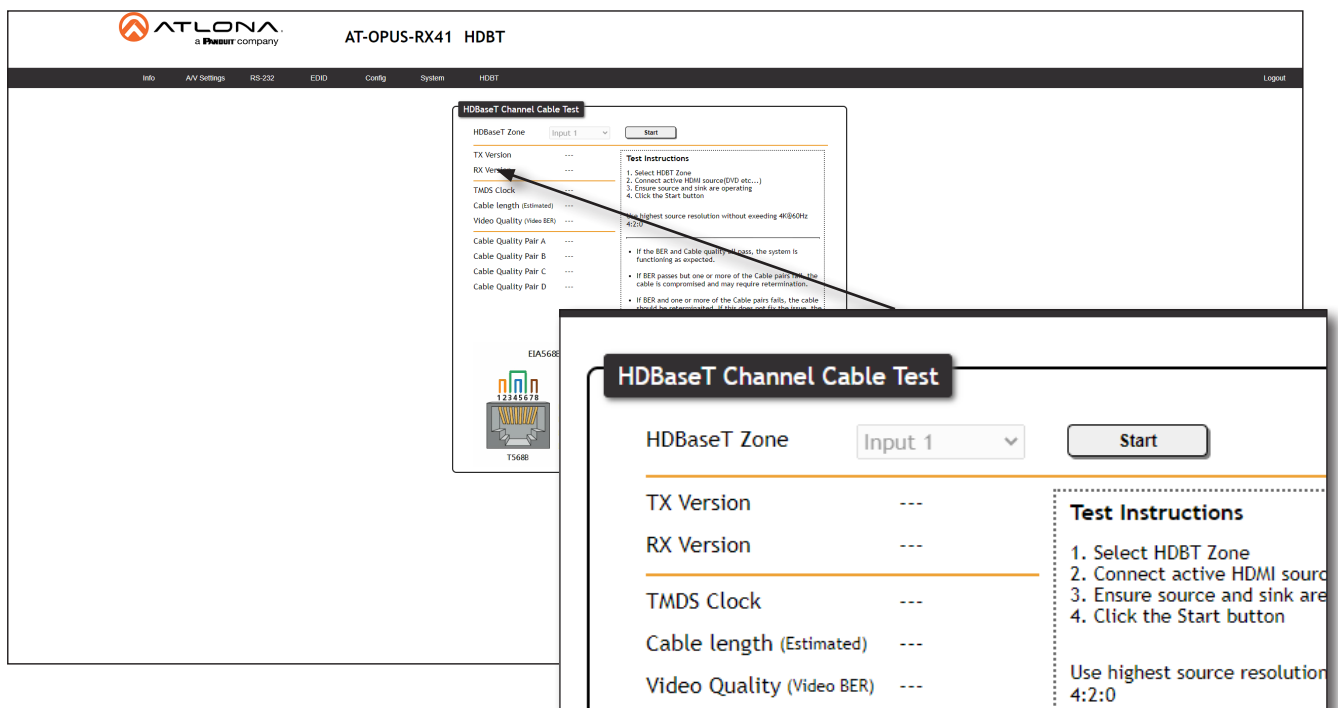 ATLONA.
a PANDUIT company
AT-OPUS-RX41 HDBT
Info A/V Settings RS-232 EDID Config System HDBT Logout
HDBaseT Channel Cable Test
HDBaseT Zone Input 1 Start
TX Version ---
RX Version ---
TMDS Clock ---
Cable length (Estimated) ---
Video Quality (Video BER) ---
Cable Quality Pair A ---
Cable Quality Pair B ---
Cable Quality Pair C ---
Cable Quality Pair D ---
Test Instructions
1. Select HDBT Zone
2. Connect active HDMI source(DVD etc...)
3. Ensure source and sink are operating
4. Click the Start button
Use highest source resolution without exeeding 4K@60Hz
4:2:0
• If the BER and Cable quality all pass, the system is
functioning as expected.
• If BER passes but one or more of the Cable pairs fail, the
cable is compromised and may require retermination.
• If BER and one or more of the Cable pairs fails, the cable
should be reterminaited. If this does not fix the issue, the
EIA568B
12345678
T568B
HDBaseT Channel Cable Test
HDBaseT Zone Input 1 Start
TX Version ---
RX Version ---
TMDS Clock ---
Cable length (Estimated) ---
Video Quality (Video BER) ---
Test Instructions
1. Select HDBT Zone
2. Connect active HDMI sourc
3. Ensure source and sink are
4. Click the Start button
Use highest source resolution
4:2:0